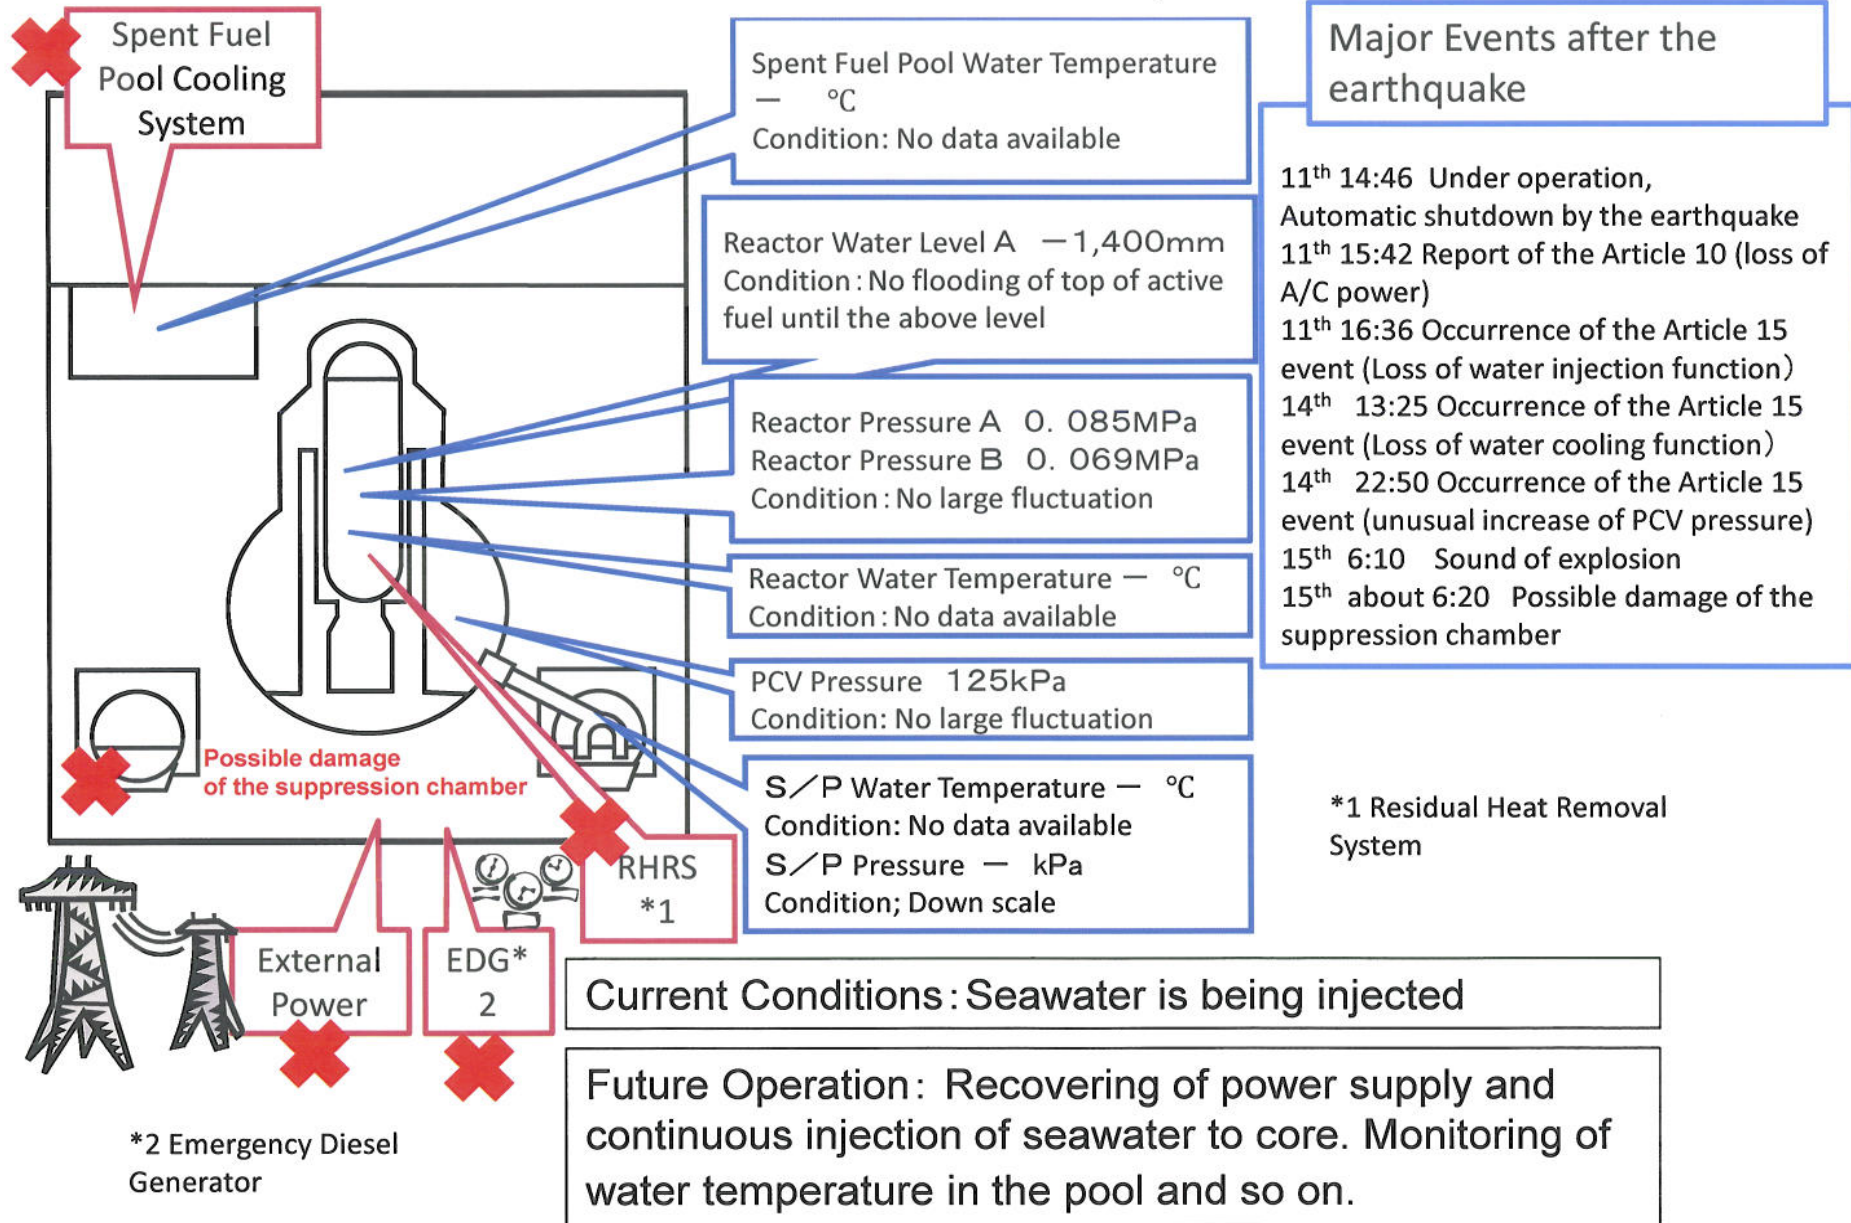 Spent Fuel
Pool Cooling
System
Spent Fuel Pool Water Temperature
－　℃
Condition: No data available
Reactor Water Level A　－1,400mm
Condition : No flooding of top of active
fuel until the above level
Reactor Pressure A　0. 085MPa
Reactor Pressure B　0. 069MPa
Condition : No large fluctuation
Reactor Water Temperature －　℃
Condition : No data available
PCV Pressure　125kPa
Condition: No large fluctuation
S／P Water Temperature －　℃
Condition: No data available
S／P Pressure　－　kPa
Condition; Down scale
Major Events after the
earthquake
11th 14:46 Under operation,
Automatic shutdown by the earthquake
11th 15:42 Report of the Article 10 (loss of
A/C power)
11th 16:36 Occurrence of the Article 15
event (Loss of water injection function）
14th 13:25 Occurrence of the Article 15
event (Loss of water cooling function）
14th 22:50 Occurrence of the Article 15
event (unusual increase of PCV pressure)
15th 6:10 Sound of explosion
15th about 6:20 Possible damage of the
suppression chamber
Possible damage
of the suppression chamber
RHRS
*1
*1 Residual Heat Removal
System
External
Power
EDG*
2
*2 Emergency Diesel
Generator
Current Conditions : Seawater is being injected
Future Operation : Recovering of power supply and
continuous injection of seawater to core. Monitoring of
water temperature in the pool and so on.